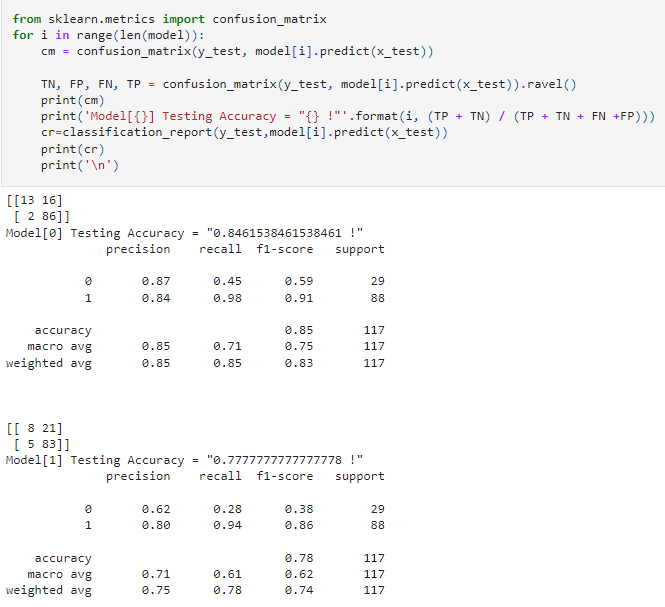 from sklearn.metrics import confusion_matrix
for i in range(len(model)):
    cm = confusion_matrix(y_test, model[i].predict(x_test))

    TN, FP, FN, TP = confusion_matrix(y_test, model[i].predict(x_test)).ravel()
    print(cm)
    print('Model[{}] Testing Accuracy = "{} !"'.format(i, (TP + TN) / (TP + TN + FN +FP)))
    cr=classification_report(y_test,model[i].predict(x_test))
    print(cr)
    print('\n')
[[13 16]
 [ 2 86]]
Model[0] Testing Accuracy = "0.8461538461538461 !"
              precision    recall  f1-score   support

           0       0.87      0.45      0.59        29
           1       0.84      0.98      0.91        88

    accuracy                           0.85       117
   macro avg       0.85      0.71      0.75       117
weighted avg       0.85      0.85      0.83       117

[[ 8 21]
 [ 5 83]]
Model[1] Testing Accuracy = "0.7777777777777778 !"
              precision    recall  f1-score   support

           0       0.62      0.28      0.38        29
           1       0.80      0.94      0.86        88

    accuracy                           0.78       117
   macro avg       0.71      0.61      0.62       117
weighted avg       0.75      0.78      0.74       117